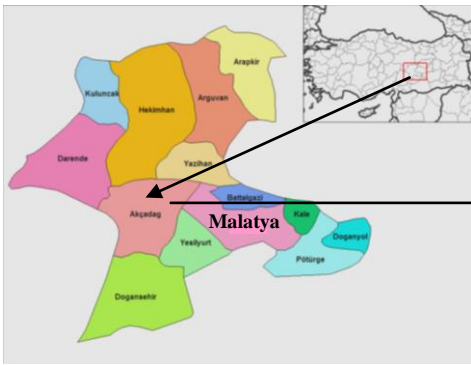 Arapkir
Kuluncak
Arguvan
Hekimhan
Darende
Yazihan
Battalgazi
Akçadag
Malatya
Kale
Doganyol
Yesilyurt
Pötürge
Dogansehir